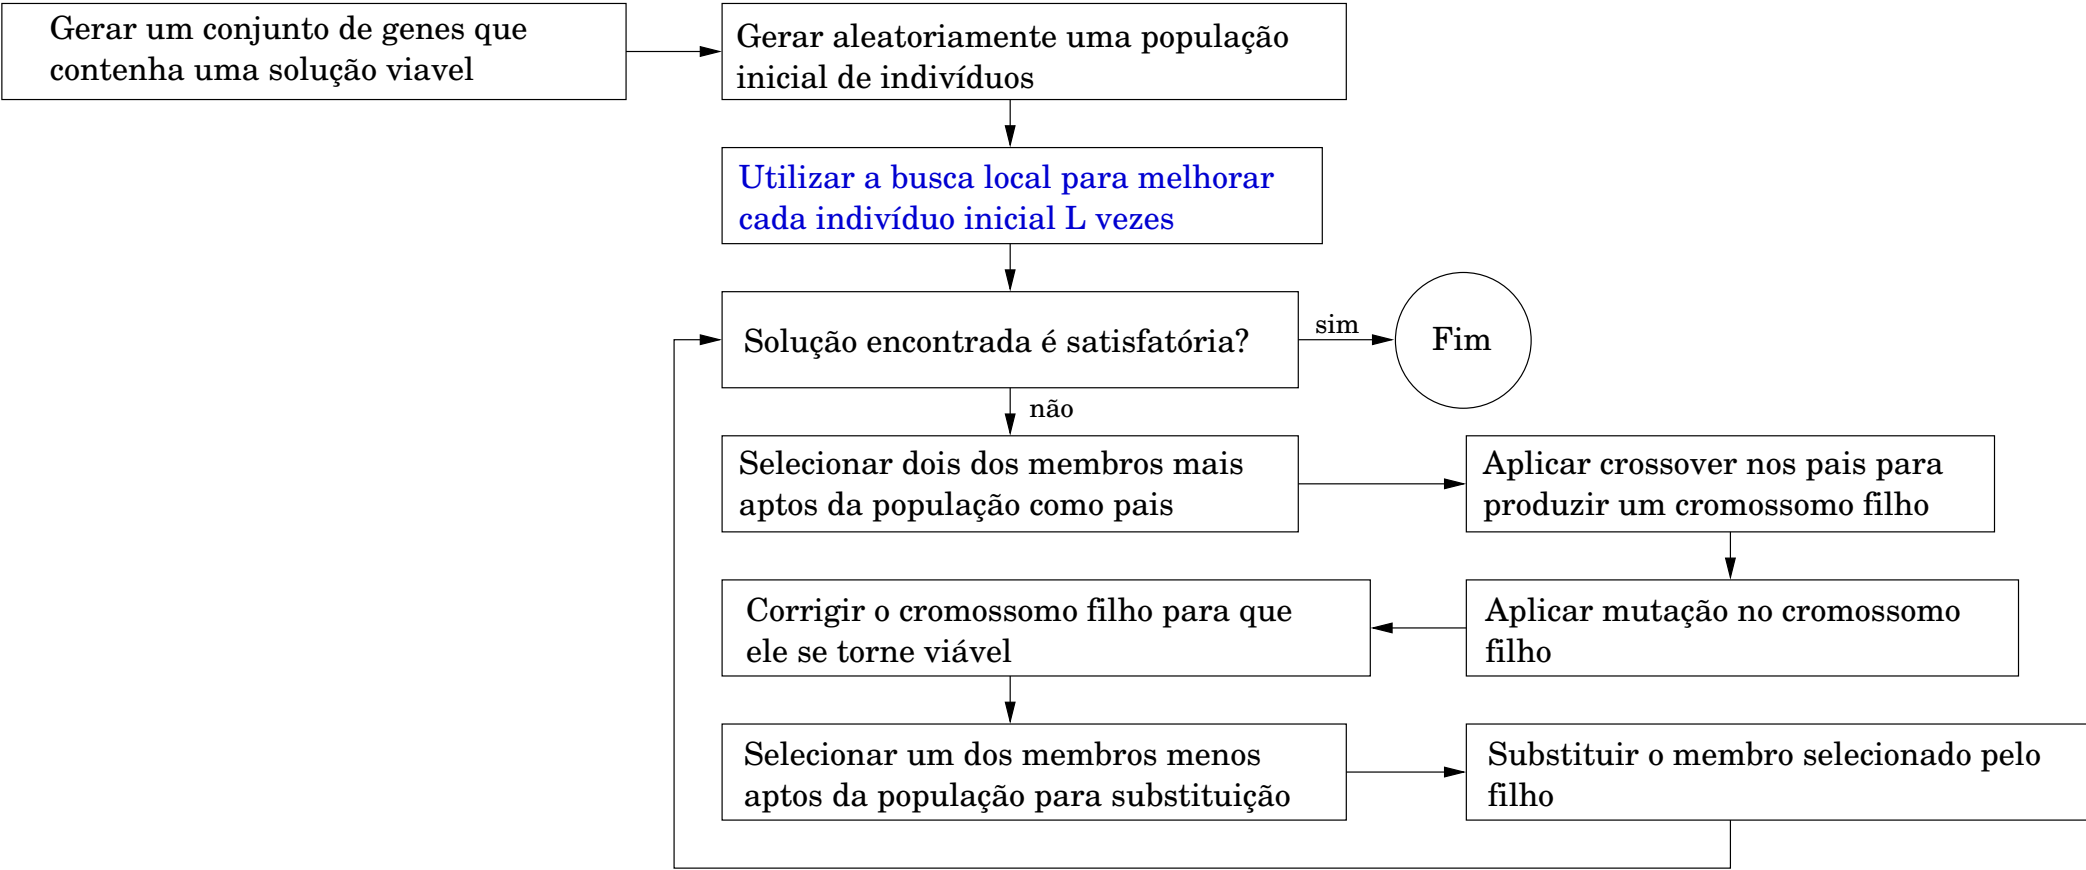 Gerar um conjunto de genes que
contenha uma solução viavel
Gerar aleatoriamente uma população
inicial de indivíduos
Utilizar a busca local para melhorar
cada indivíduo inicial L vezes
Solução encontrada é satisfatória?
sim
Fim
não
Selecionar dois dos membros mais
aptos da população como pais
Aplicar crossover nos pais para
produzir um cromossomo filho
Aplicar mutação no cromossomo
filho
Corrigir o cromossomo filho para que
ele se torne viável
Selecionar um dos membros menos
aptos da população para substituição
Substituir o membro selecionado pelo
filho